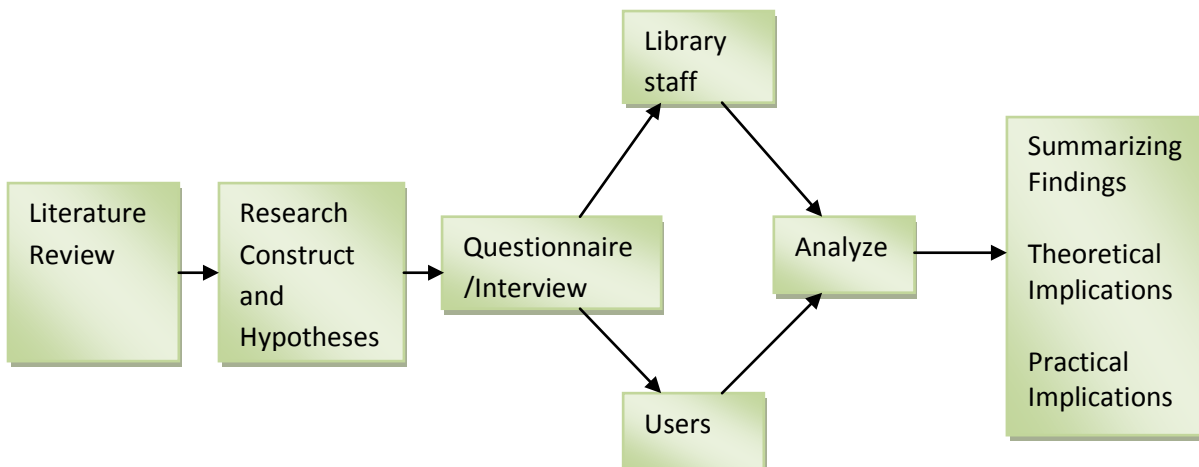 Literature
Review
Research
Construct
and
Hypotheses
Questionnaire
/Interview
Library
staff
Users
Analyze
Summarizing
Findings
Theoretical
Implications
Practical
Implications